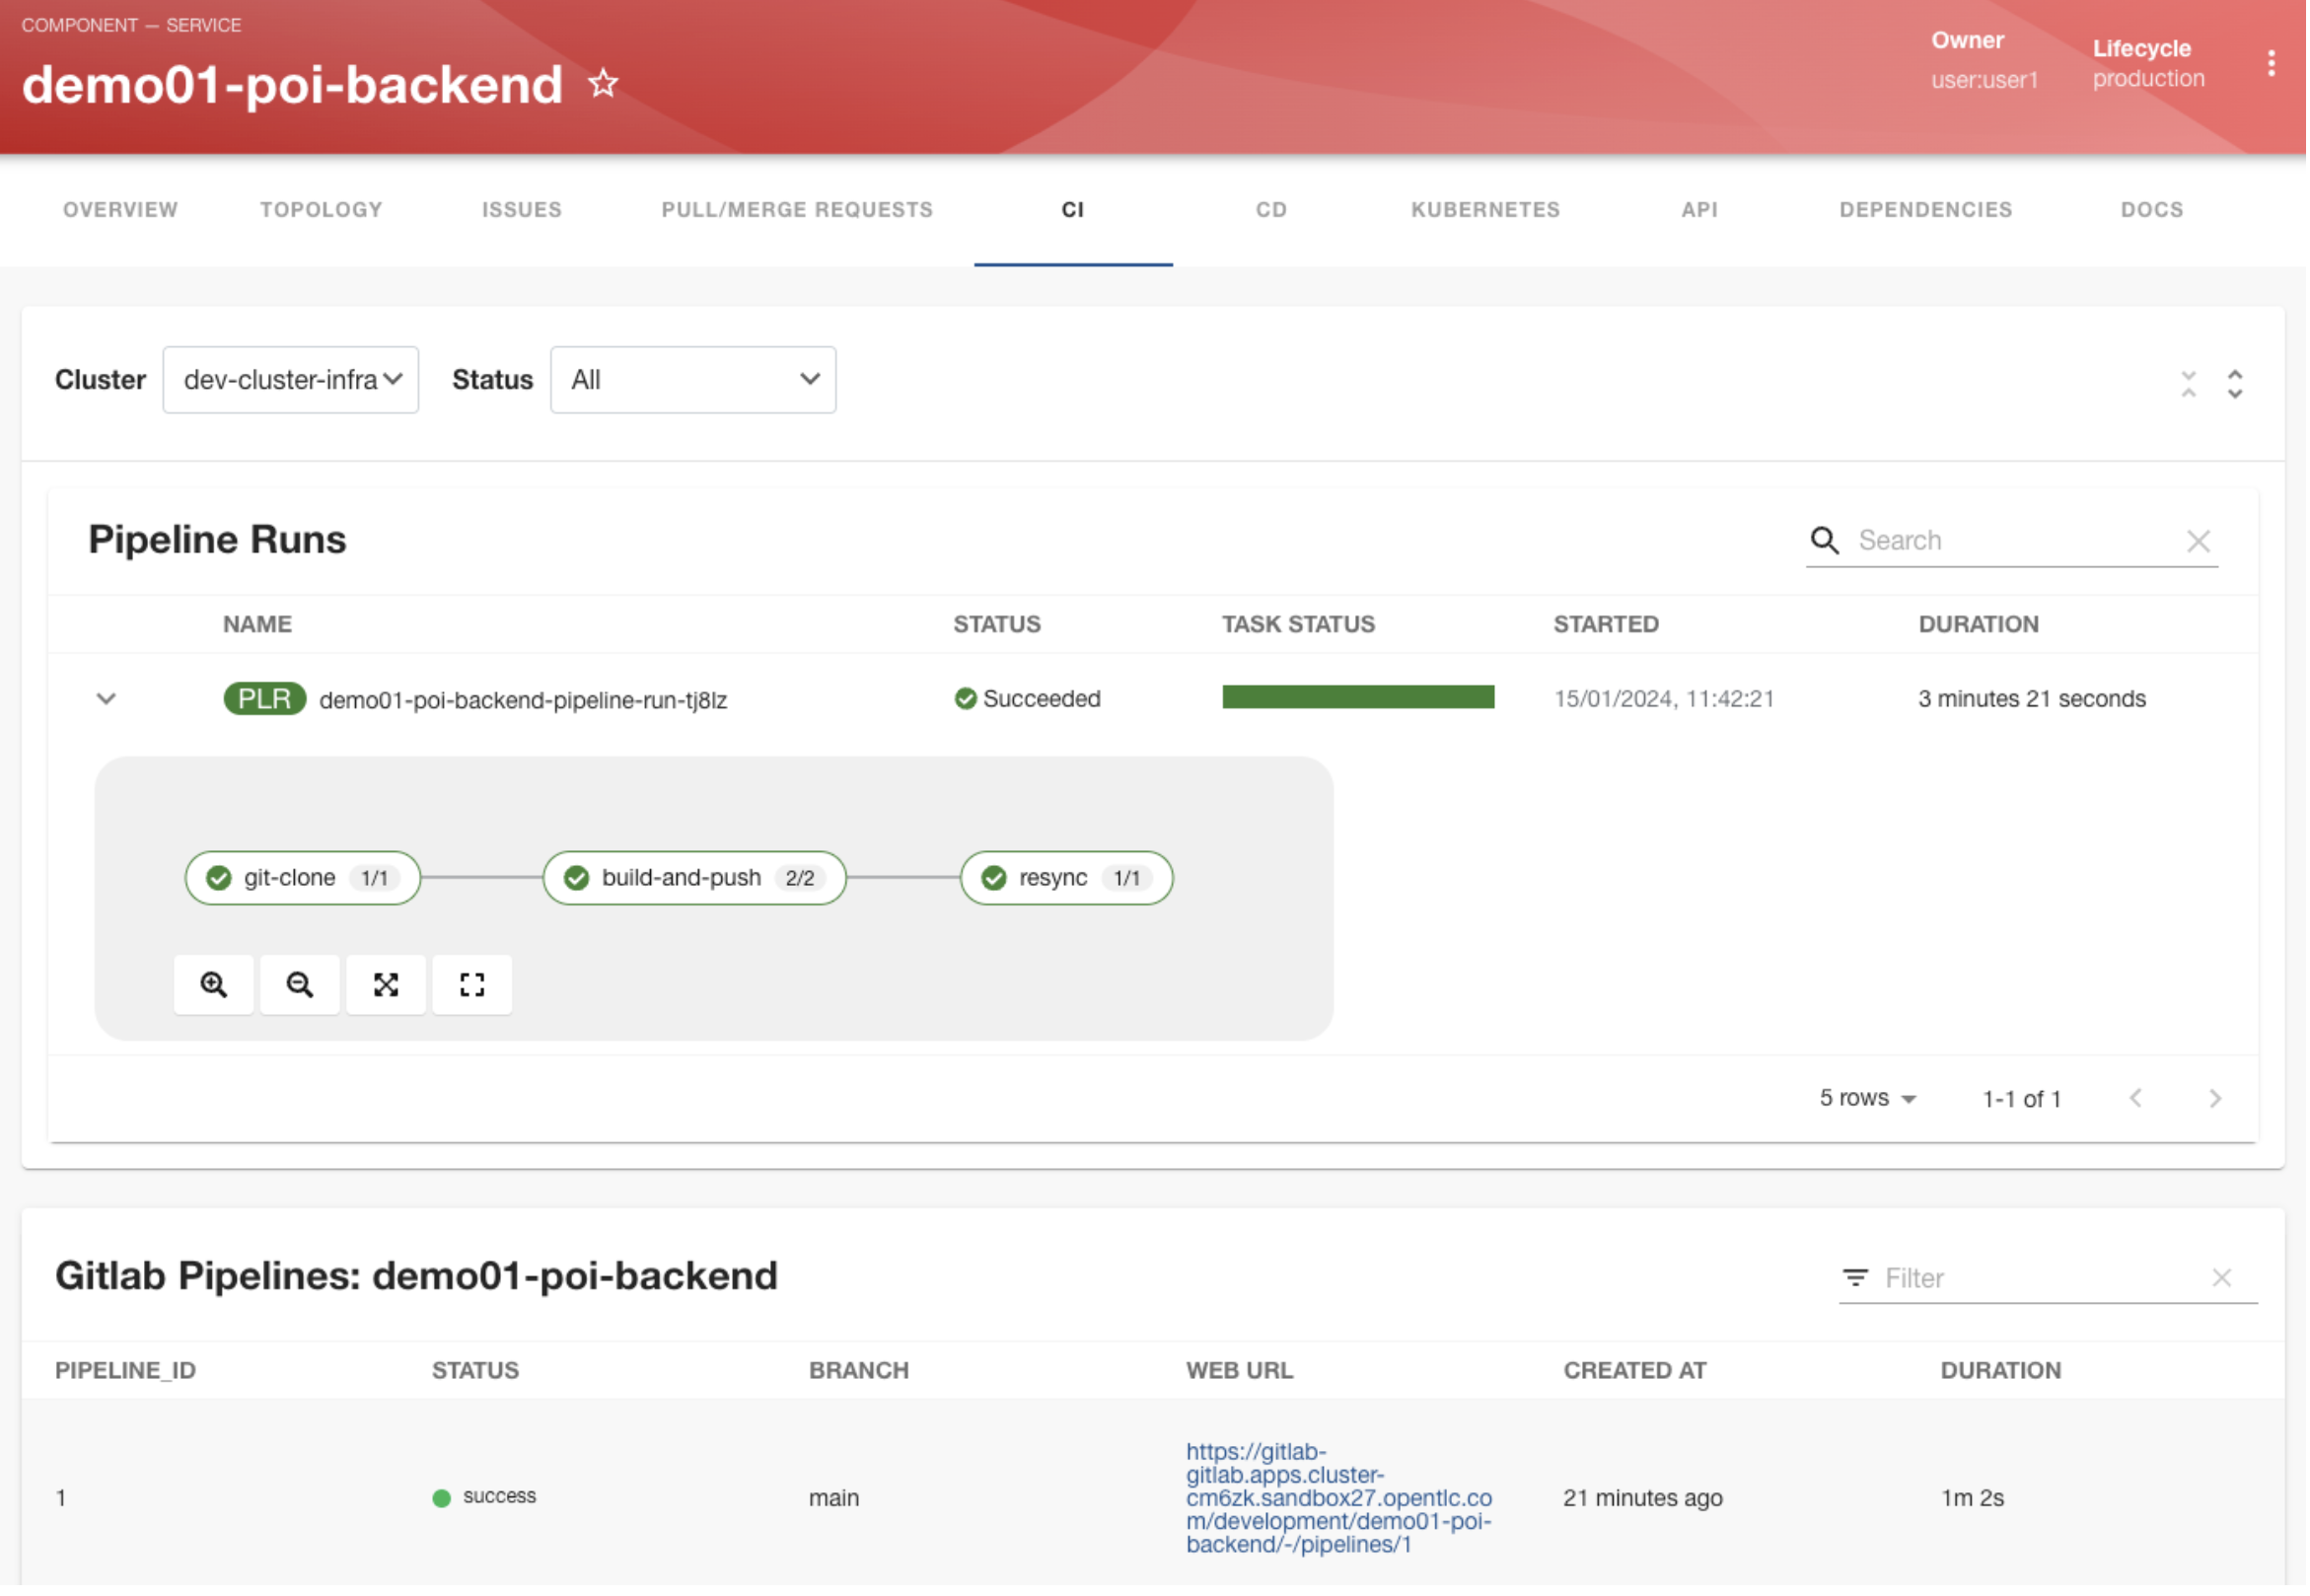 COMPONENT — SERVICE
demo01-poi-backend
Owner
user:user1
Lifecycle
production
OVERVIEW TOPOLOGY ISSUES PULL/MERGE REQUESTS CI CD KUBERNETES API DEPENDENCIES DOCS
Cluster dev-cluster-infra Status All
Pipeline Runs Search
NAME STATUS TASK STATUS STARTED DURATION
PLR demo01-poi-backend-pipeline-run-tj8lz Succeeded 15/01/2024, 11:42:21 3 minutes 21 seconds
git-clone 1/1 build-and-push 2/2 resync 1/1
5 rows 1-1 of 1
Gitlab Pipelines: demo01-poi-backend Filter
PIPELINE_ID STATUS BRANCH WEB URL CREATED AT DURATION
1 success main
https://gitlab-
gitlab.apps.cluster-
cm6zk.sandbox27.opentlc.co
m/development/demo01-poi-
backend/-/pipelines/1
21 minutes ago 1m 2s